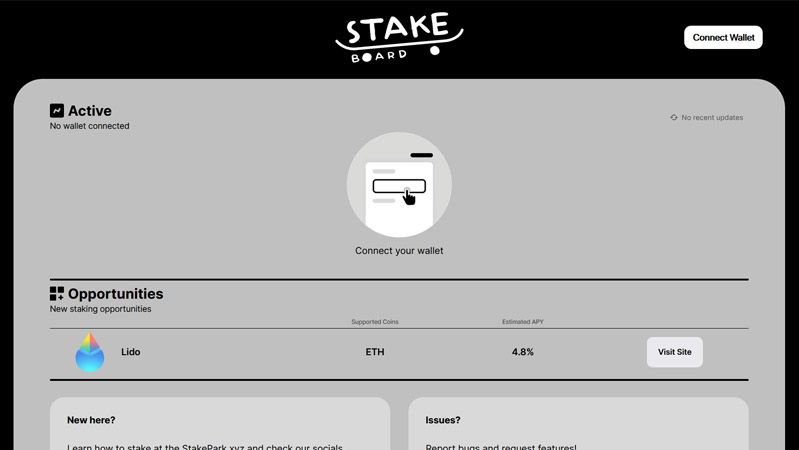 STAKE
BOARD
Connect Wallet
Active
No wallet connected
No recent updates
Connect your wallet
Opportunities
New staking opportunities
Supported Coins
Estimated APY
Lido
ETH
4.8%
Visit Site
New here?
Issues?
Learn how to stake at the StakePark.xyz and check our socials
Report bugs and request features!